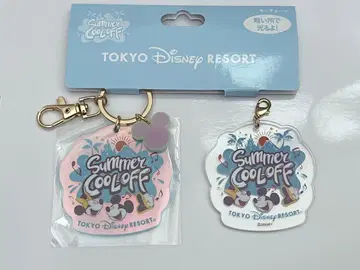 Summer
COOL OFF
暗い所で
光るよ!
TOKYO Disney RESORT
Summer
COOL OFF
TOKYO Disney RESORT
Summer
COOL OFF
TOKYO Disney RESORT
©Disney